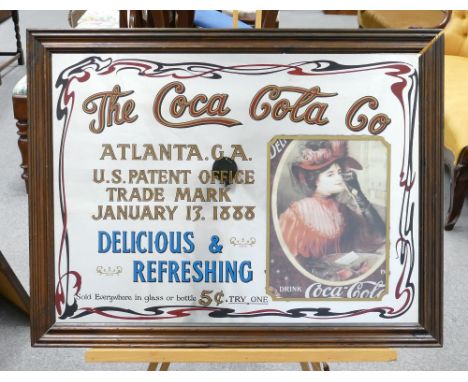 The Coca Cola Co
ATLANTA. G.A.
U.S. PATENT OFFICE
TRADE MARK
JANUARY 13. 1888
DELICIOUS &
REFRESHING
Sold Everywhere in glass or bottle 5¢. TRY ONE
DRINK Coca-Cola